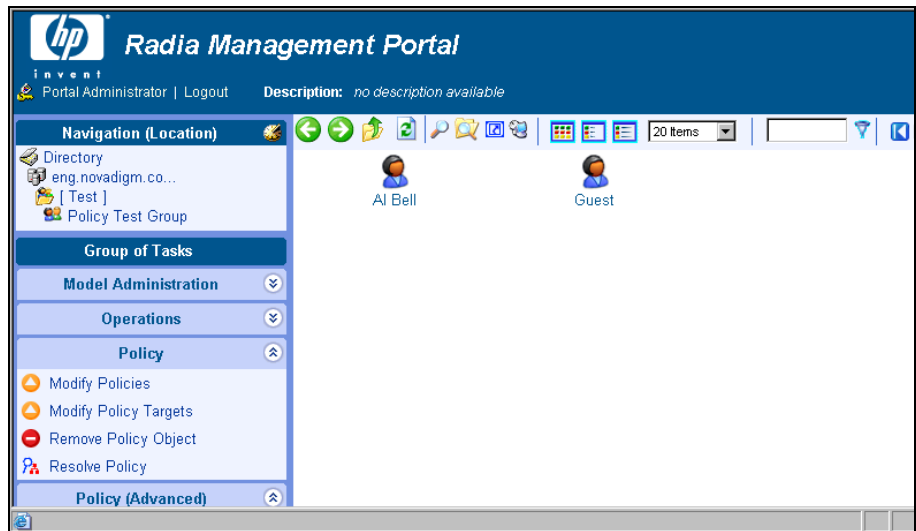 hp
invent
Radia Management Portal
Portal Administrator | Logout
Description: no description available
Navigation (Location)
20 Items
Directory
eng.novadigm.co...
[ Test ]
Policy Test Group
Al Bell
Guest
Group of Tasks
Model Administration
Operations
Policy
Modify Policies
Modify Policy Targets
Remove Policy Object
Resolve Policy
Policy (Advanced)